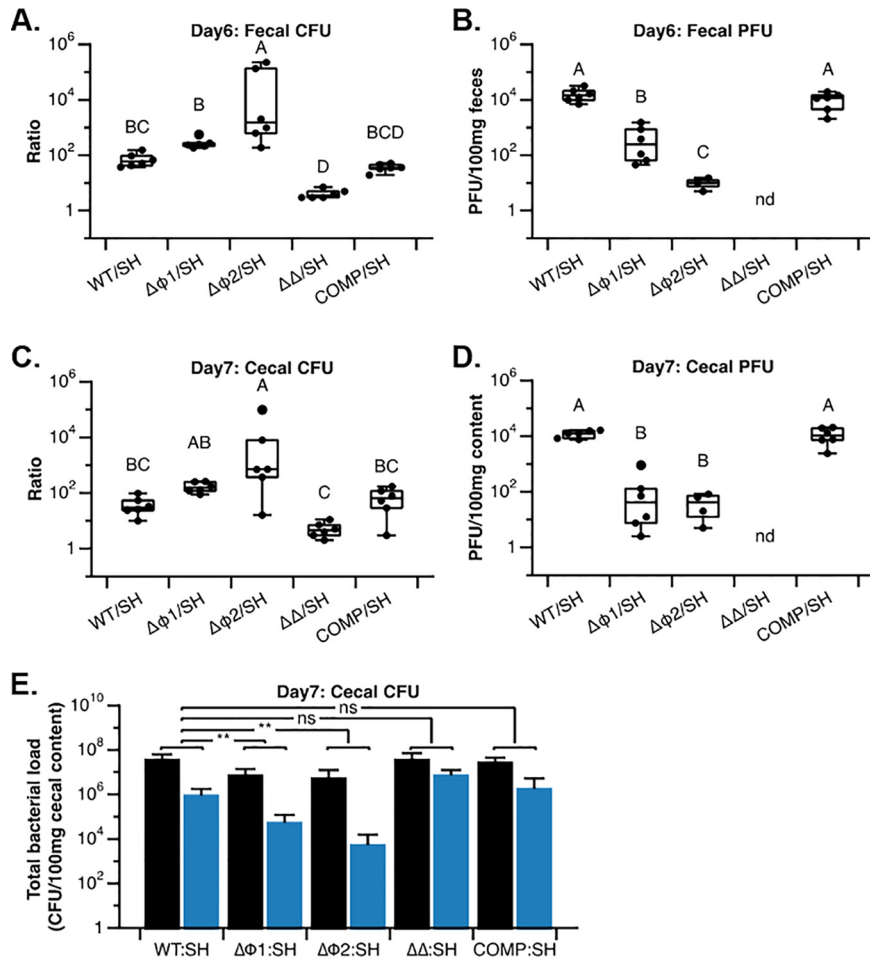 A.
Day6: Fecal CFU
10^6
10^4
10^2
1
Ratio
BC
B
A
D
BCD
WT/SH
Δϕ1/SH
Δϕ2/SH
ΔΔ/SH
COMP/SH
B.
Day6: Fecal PFU
10^6
10^4
10^2
1
PFU/100mg feces
A
B
C
nd
A
WT/SH
Δϕ1/SH
Δϕ2/SH
ΔΔ/SH
COMP/SH
C.
Day7: Cecal CFU
10^6
10^4
10^2
1
Ratio
BC
AB
A
C
BC
WT/SH
Δϕ1/SH
Δϕ2/SH
ΔΔ/SH
COMP/SH
D.
Day7: Cecal PFU
10^6
10^4
10^2
1
PFU/100mg content
A
B
B
nd
A
WT/SH
Δϕ1/SH
Δϕ2/SH
ΔΔ/SH
COMP/SH
E.
Day7: Cecal CFU
10^10
10^8
10^6
10^4
10^2
1
Total bacterial load
(CFU/100mg cecal content)
ns
ns
**
**
WT:SH
ΔΦ1:SH
ΔΦ2:SH
ΔΔ:SH
COMP:SH